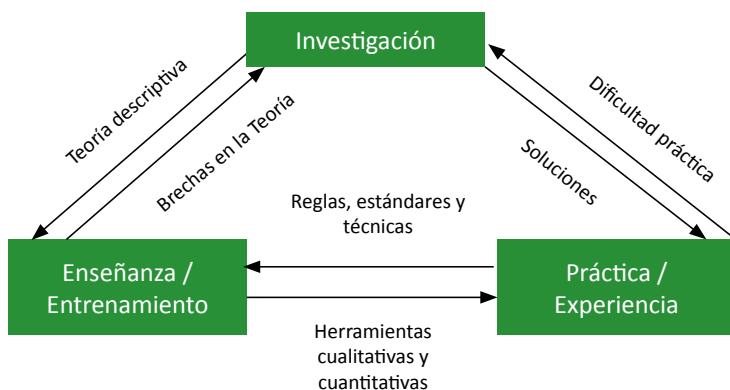 Investigación
Teoría descriptiva
Brechas en la Teoría
Dificultad práctica
Soluciones
Reglas, estándares y
técnicas
Enseñanza /
Entrenamiento
Práctica /
Experiencia
Herramientas
cualitativas y
cuantitativas